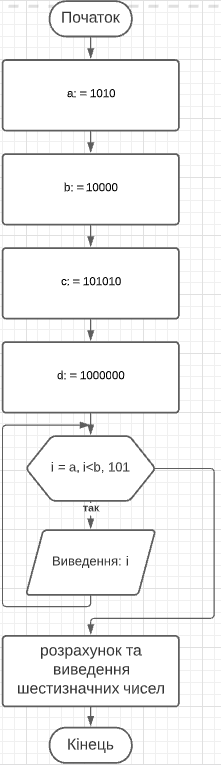 Початок
a: = 1010
b: = 10000
c: = 101010
d: = 1000000
i = a, i<b, 101
так
Виведення: i
розрахунок та
виведення
шестизначних чисел
Кінець